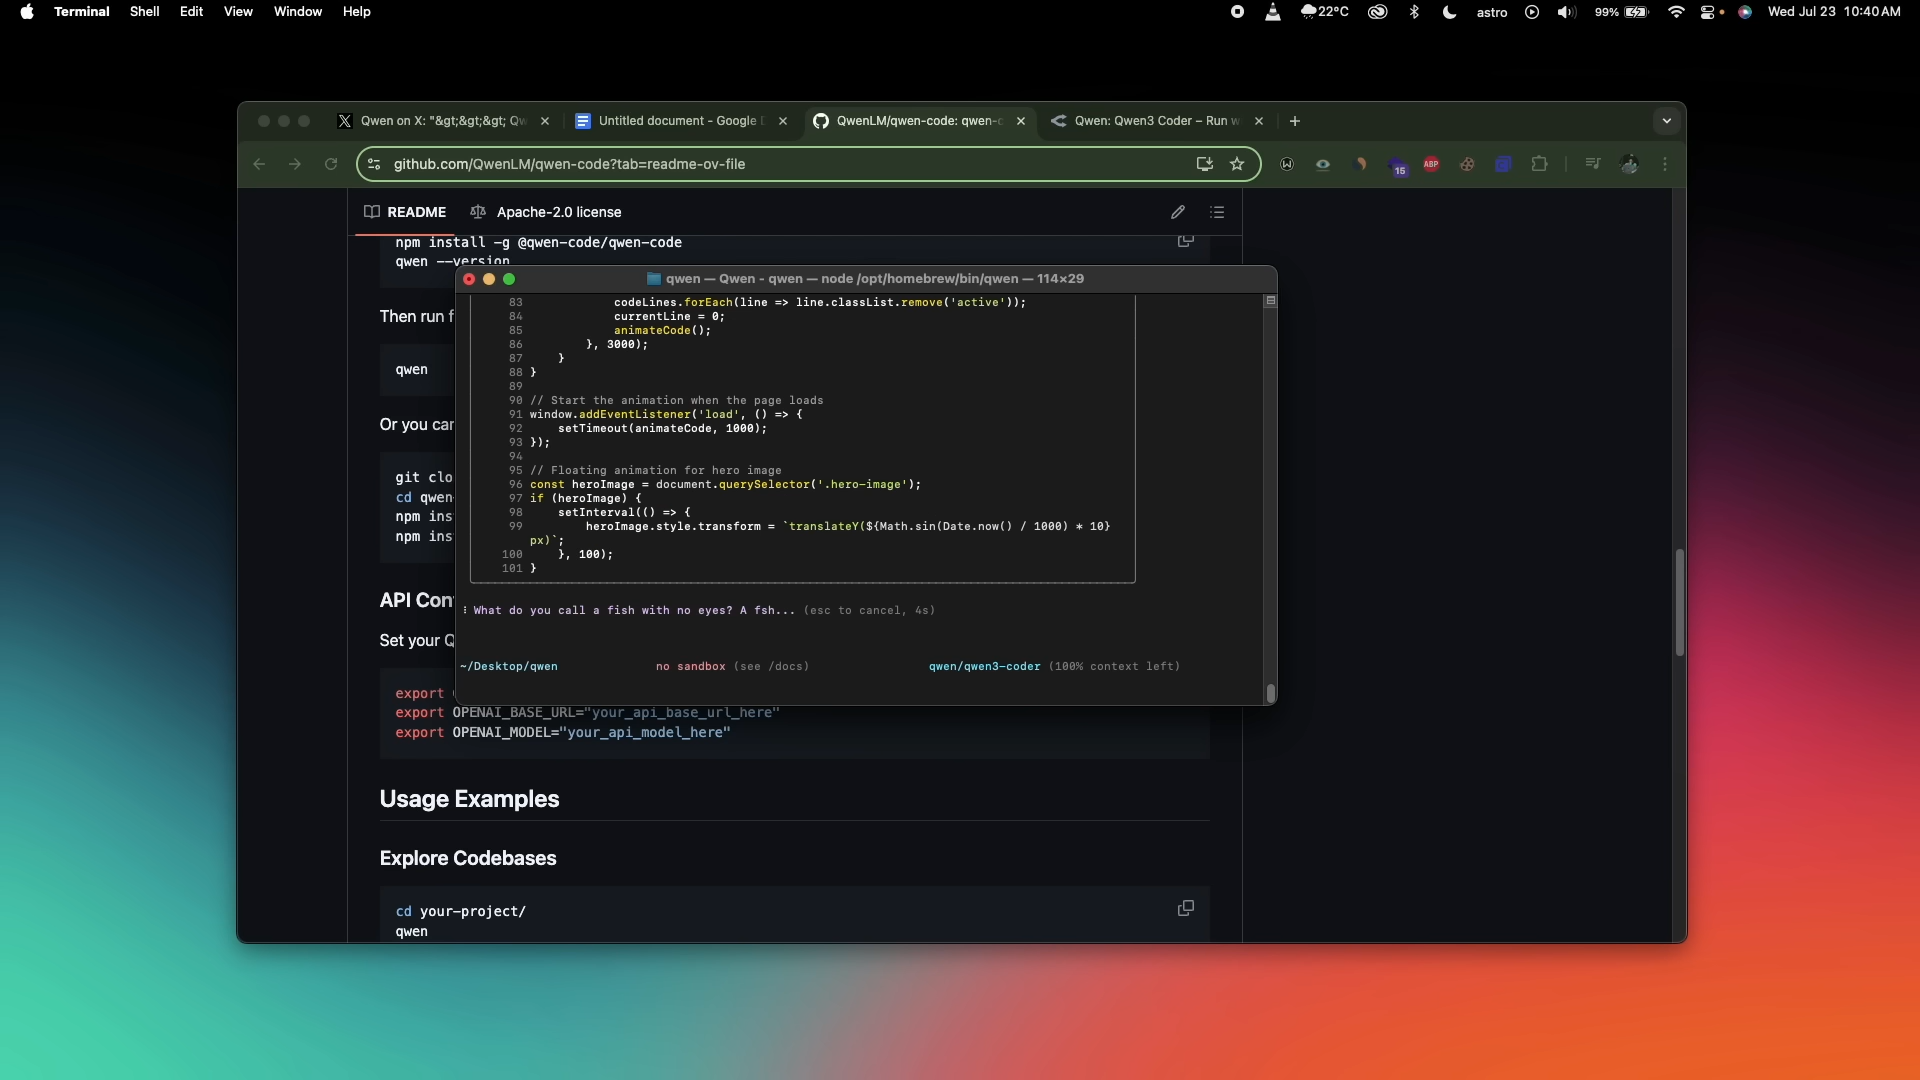 Terminal Shell Edit View Window Help
22°C astro 99% Wed Jul 23 10:40 AM
Qwen on X: "&gt;&gt;&gt; Qw
Untitled document - Google
QwenLM/qwen-code: qwen-c
Qwen: Qwen3 Coder – Run w
github.com/QwenLM/qwen-code?tab=readme-ov-file
15
ABP
README
Apache-2.0 license
npm install -g @qwen-code/qwen-code
qwen --version
Then run f
qwen
Or you can
git clo
cd qwen
npm ins
npm ins
API Con
Set your Q
export
export OPENAI_BASE_URL="your_api_base_url_here"
export OPENAI_MODEL="your_api_model_here"
Usage Examples
Explore Codebases
cd your-project/
qwen
qwen — Qwen - qwen — node /opt/homebrew/bin/qwen — 114×29
83 codeLines.forEach(line => line.classList.remove('active'));
84 currentLine = 0;
85 animateCode();
86 }, 3000);
87 }
88 }
89
90 // Start the animation when the page loads
91 window.addEventListener('load', () => {
92 setTimeout(animateCode, 1000);
93 });
94
95 // Floating animation for hero image
96 const heroImage = document.querySelector('.hero-image');
97 if (heroImage) {
98 setInterval(() => {
99 heroImage.style.transform = `translateY(${Math.sin(Date.now() / 1000) * 10}
px)`;
100 }, 100);
101 }
What do you call a fish with no eyes? A fsh... (esc to cancel, 4s)
~/Desktop/qwen no sandbox (see /docs) qwen/qwen3-coder (100% context left)